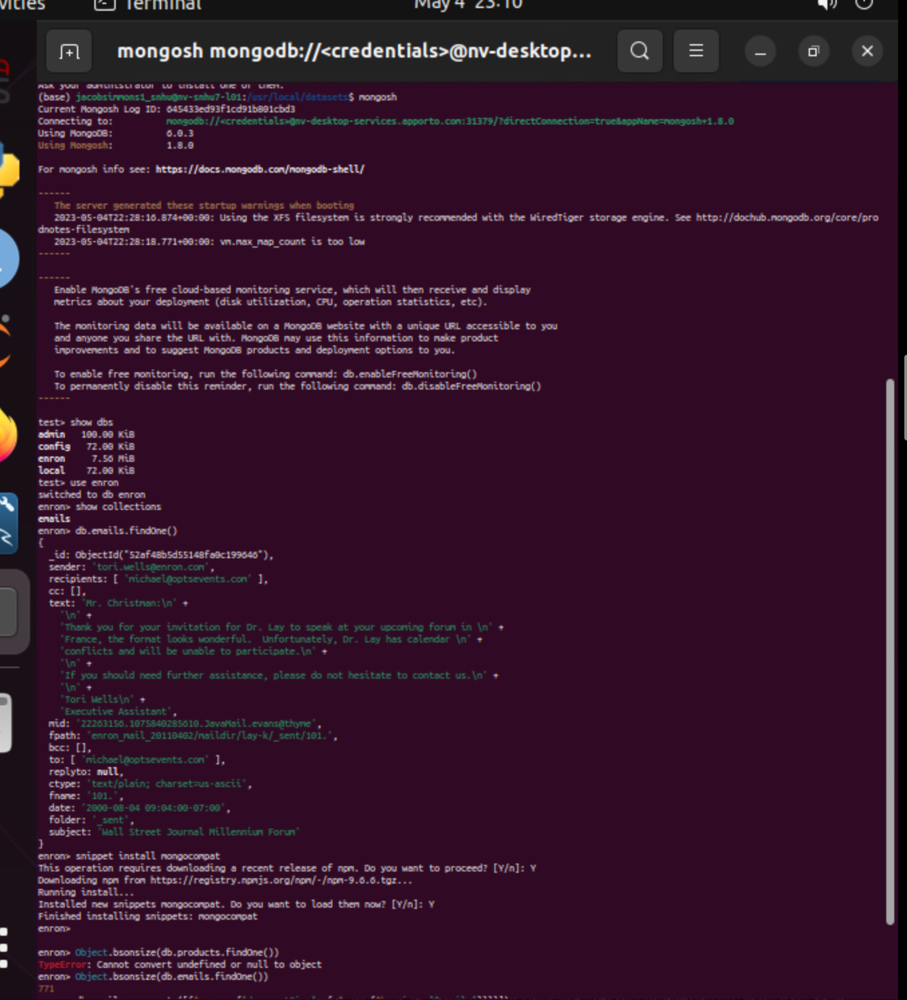 Terminal
May 4 23:10
mongosh mongodb://<credentials>@nv-desktop...
Ask your administrator to install one of them.
(base) jacobsimmons1_snhu@nv-snhu7-l01:/usr/local/datasets$ mongosh
Current Mongosh Log ID: 645433ed93f1cd91b801cbd3
Connecting to: mongodb://<credentials>@nv-desktop-services.apporto.com:31379/?directConnection=true&appName=mongosh+1.8.0
Using MongoDB: 6.0.3
Using Mongosh: 1.8.0
For mongosh info see: https://docs.mongodb.com/mongodb-shell/
------
The server generated these startup warnings when booting
2023-05-04T22:28:16.874+00:00: Using the XFS filesystem is strongly recommended with the WiredTiger storage engine. See http://dochub.mongodb.org/core/pro
dnotes-filesystem
2023-05-04T22:28:18.771+00:00: vm.max_map_count is too low
------
------
Enable MongoDB's free cloud-based monitoring service, which will then receive and display
metrics about your deployment (disk utilization, CPU, operation statistics, etc).
The monitoring data will be available on a MongoDB website with a unique URL accessible to you
and anyone you share the URL with. MongoDB may use this information to make product
improvements and to suggest MongoDB products and deployment options to you.
To enable free monitoring, run the following command: db.enableFreeMonitoring()
To permanently disable this reminder, run the following command: db.disableFreeMonitoring()
------
test> show dbs
admin 100.00 KiB
config 72.00 KiB
enron 7.56 MiB
local 72.00 KiB
test> use enron
switched to db enron
enron> show collections
emails
enron> db.emails.findOne()
{
_id: ObjectId("52af48b5d55148fa0c199646"),
sender: 'tori.wells@enron.com',
recipients: [ 'michael@optsevents.com' ],
cc: [],
text: 'Mr. Christman:\n' +
'\n' +
'Thank you for your invitation for Dr. Lay to speak at your upcoming forum in \n' +
'France, the format looks wonderful.  Unfortunately, Dr. Lay has calendar \n' +
'conflicts and will be unable to participate.\n' +
'\n' +
'If you should need further assistance, please do not hesitate to contact us.\n' +
'\n' +
'Tori Wells\n' +
'Executive Assistant',
mid: '22263156.1075840285610.JavaMail.evans@thyme',
fpath: 'enron_mail_20110402/maildir/lay-k/_sent/101.',
bcc: [],
to: [ 'michael@optsevents.com' ],
replyto: null,
ctype: 'text/plain; charset=us-ascii',
fname: '101.',
date: '2000-08-04 09:04:00-07:00',
folder: '_sent',
subject: 'Wall Street Journal Millennium Forum'
}
enron> snippet install mongocompat
This operation requires downloading a recent release of npm. Do you want to proceed? [Y/n]: Y
Downloading npm from https://registry.npmjs.org/npm/-/npm-9.6.6.tgz...
Running install...
Installed new snippets mongocompat. Do you want to load them now? [Y/n]: Y
Finished installing snippets: mongocompat
enron>
enron> Object.bsonsize(db.products.findOne())
TypeError: Cannot convert undefined or null to object
enron> Object.bsonsize(db.emails.findOne())
771